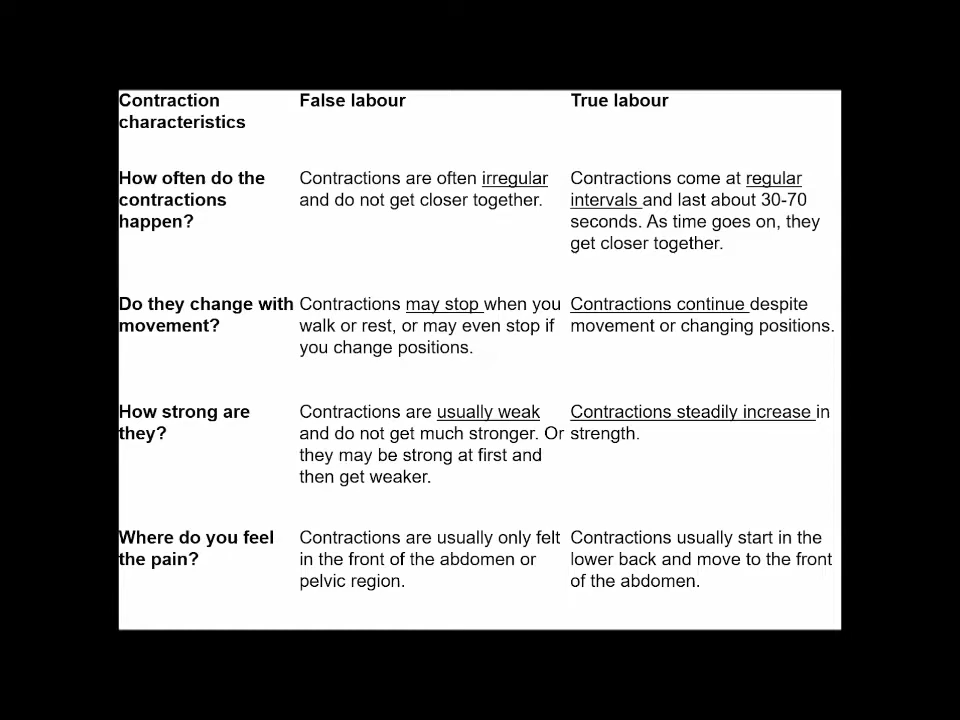 Contraction characteristics
False labour
True labour
How often do the contractions happen?
Contractions are often irregular
and do not get closer together.
Contractions come at regular
intervals and last about 30-70
seconds. As time goes on, they
get closer together.
Do they change with
movement?
Contractions may stop when you
walk or rest, or may even stop if
you change positions.
Contractions continue despite
movement or changing positions.
How strong are
they?
Contractions are usually weak
and do not get much stronger. Or
they may be strong at first and
then get weaker.
Contractions steadily increase in
strength.
Where do you feel
the pain?
Contractions are usually only felt
in the front of the abdomen or
pelvic region.
Contractions usually start in the
lower back and move to the front
of the abdomen.